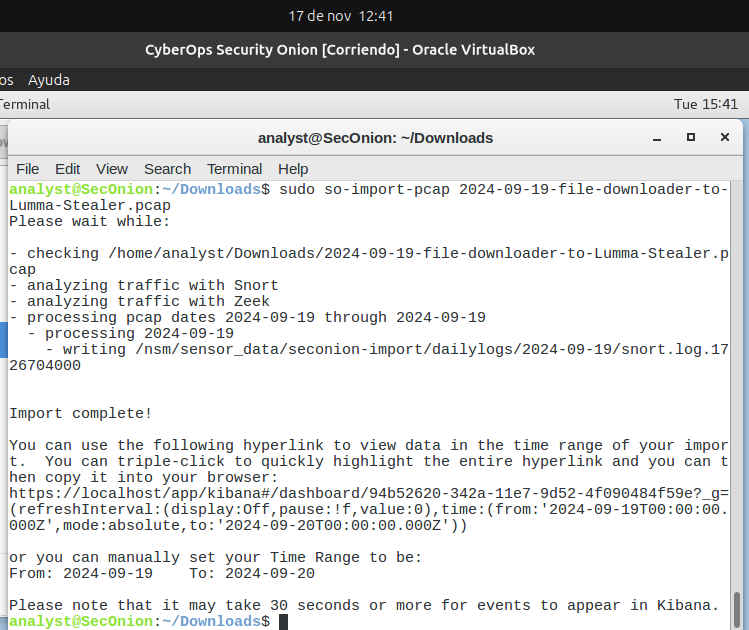 17 de nov 12:41
CyberOps Security Onion [Corriendo] - Oracle VirtualBox
os Ayuda
Terminal Tue 15:41
analyst@SecOnion: ~/Downloads
File Edit View Search Terminal Help
analyst@SecOnion:~/Downloads$ sudo so-import-pcap 2024-09-19-file-downloader-to-
Lumma-Stealer.pcap
Please wait while:
- checking /home/analyst/Downloads/2024-09-19-file-downloader-to-Lumma-Stealer.p
cap
- analyzing traffic with Snort
- analyzing traffic with Zeek
- processing pcap dates 2024-09-19 through 2024-09-19
- processing 2024-09-19
- writing /nsm/sensor_data/seconion-import/dailylogs/2024-09-19/snort.log.17
26704000
Import complete!
You can use the following hyperlink to view data in the time range of your impor
t. You can triple-click to quickly highlight the entire hyperlink and you can t
hen copy it into your browser:
https://localhost/app/kibana#/dashboard/94b52620-342a-11e7-9d52-4f090484f59e?_g=
(refreshInterval:(display:Off,pause:!f,value:0),time:(from:'2024-09-19T00:00:00.
000Z',mode:absolute,to:'2024-09-20T00:00:00.000Z'))
or you can manually set your Time Range to be:
From: 2024-09-19 To: 2024-09-20
Please note that it may take 30 seconds or more for events to appear in Kibana.
analyst@SecOnion:~/Downloads$